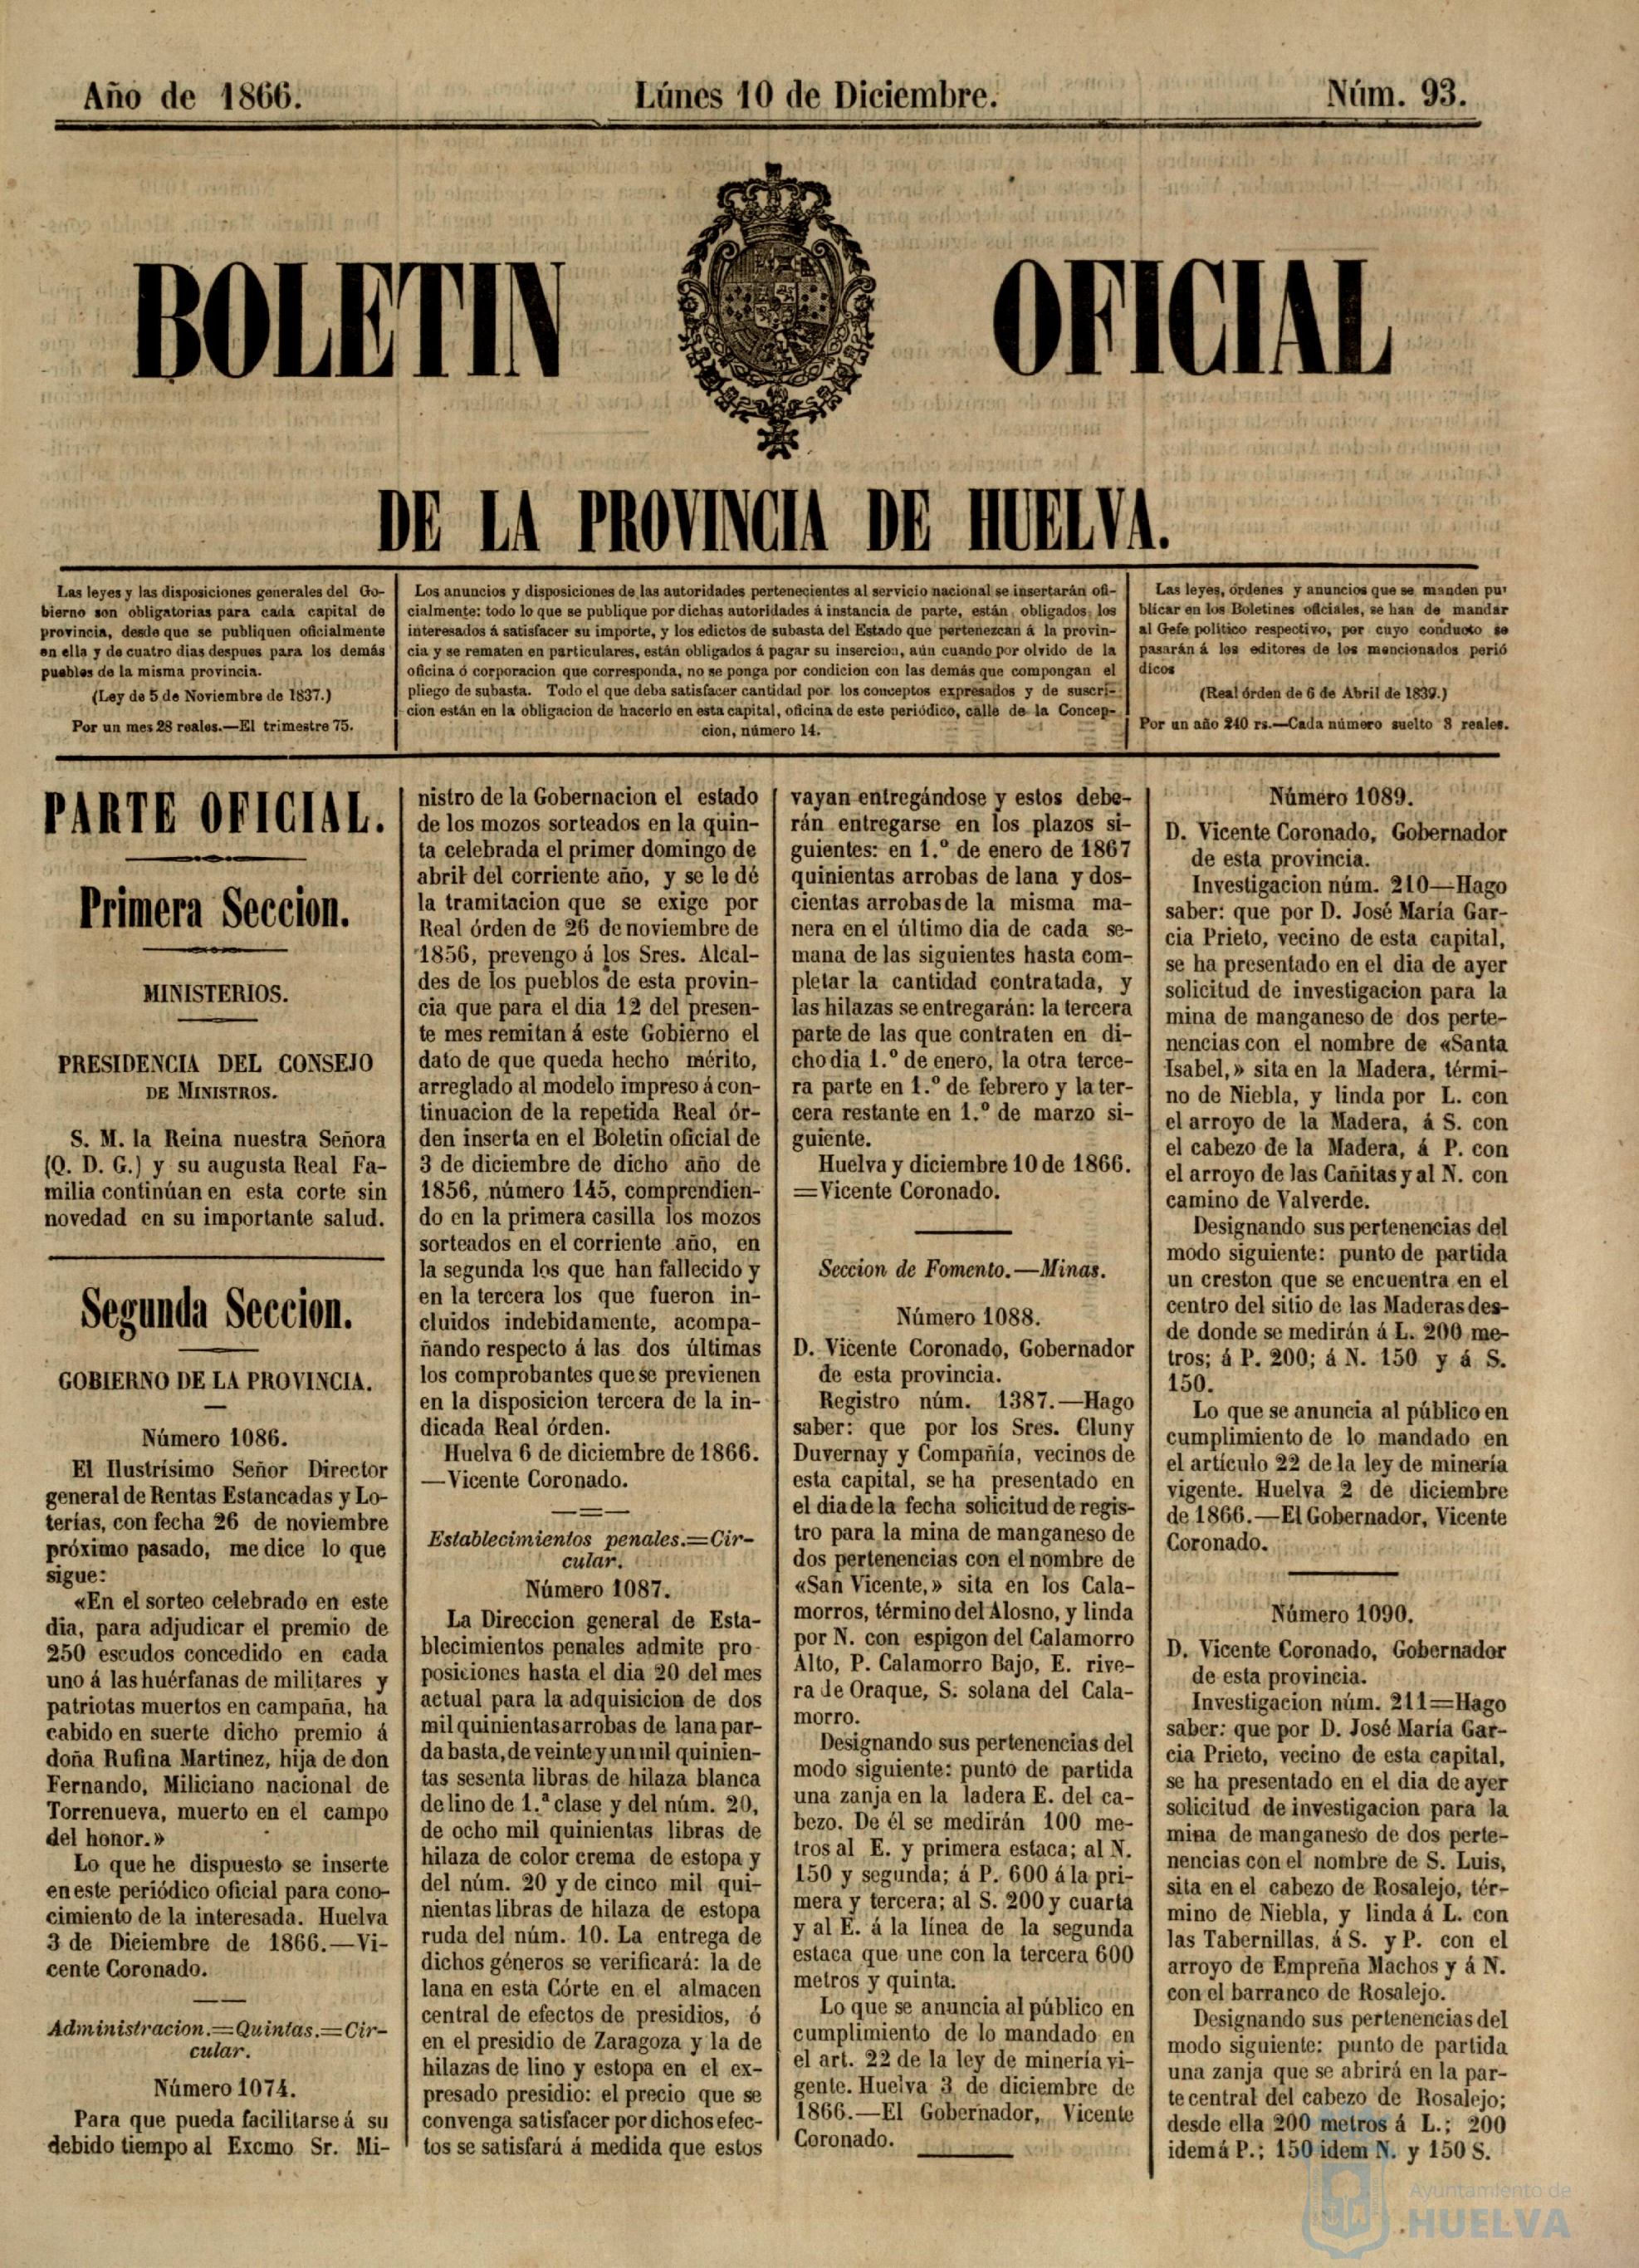 Año de 1866.
Lúnes 10 de Diciembre.
Núm. 93.
BOLETIN OFICIAL
DE LA PROVINCIA DE HUELVA.
Las leyes y las disposiciones generales del Go-
bierno son obligatorias para cada capital de
provincia, desde que se publiquen oficialmente
en ella y de cuatro dias despues para los demás
pueblos de la misma provincia.
(Ley de 5 de Noviembre de 1837.)
Por un mes 28 reales.—El trimestre 75.
Los anuncios y disposiciones de las autoridades pertenecientes al servicio nacional se insertarán ofi-
cialmente: todo lo que se publique por dichas autoridades á instancia de parte, están obligados los
interesados á satisfacer su importe, y los edictos de subasta del Estado que pertenezcan á la provin-
cia y se rematen en particulares, están obligados á pagar su insercion, aún cuando por olvido de la
oficina ó corporacion que corresponda, no se ponga por condicion con las demás que compongan el
pliego de subasta. Todo el que deba satisfacer cantidad por los conceptos expresados y de suscri-
cion están en la obligacion de hacerlo en esta capital, oficina de este periódico, calle de la Concep-
cion, número 14.
Las leyes, órdenes y anuncios que se manden pu
blicar en los Boletines oficiales, se han de mandar
al Gefe político respectivo, por cuyo conducto se
pasarán á los editores de los mencionados perió
dicos
(Real órden de 6 de Abril de 1839.)
Por un año 240 rs.—Cada número suelto 8 reales.
PARTE OFICIAL.
Primera Seccion.
MINISTERIOS.
PRESIDENCIA DEL CONSEJO
DE MINISTROS.
S. M. la Reina nuestra Señora
(Q. D. G.) y su augusta Real Fa-
milia continúan en esta corte sin
novedad en su importante salud.
Segunda Seccion.
GOBIERNO DE LA PROVINCIA.
Número 1086.
El Ilustrísimo Señor Director
general de Rentas Estancadas y Lo-
terías, con fecha 26 de noviembre
próximo pasado, me dice lo que
sigue:
«En el sorteo celebrado en este
dia, para adjudicar el premio de
250 escudos concedido en cada
uno á las huérfanas de militares y
patriotas muertos en campaña, ha
cabido en suerte dicho premio á
doña Rufina Martinez, hija de don
Fernando, Miliciano nacional de
Torrenueva, muerto en el campo
del honor.»
Lo que he dispuesto se inserte
en este periódico oficial para cono-
cimiento de la interesada. Huelva
3 de Diciembre de 1866.—Vi-
cente Coronado.
Administracion.=Quintas.=Cir-
cular.
Número 1074.
Para que pueda facilitarse á su
debido tiempo al Excmo Sr. Mi-
nistro de la Gobernacion el estado
de los mozos sorteados en la quin-
ta celebrada el primer domingo de
abril del corriente año, y se le dé
la tramitacion que se exige por
Real órden de 26 de noviembre de
1856, prevengo á los Sres. Alcal-
des de los pueblos de esta provin-
cia que para el dia 12 del presen-
te mes remitan á este Gobierno el
dato de que queda hecho mérito,
arreglado al modelo impreso á con-
tinuacion de la repetida Real ór-
den inserta en el Boletin oficial de
3 de diciembre de dicho año de
1856, número 145, comprendien-
do en la primera casilla los mozos
sorteados en el corriente año, en
la segunda los que han fallecido y
en la tercera los que fueron in-
cluidos indebidamente, acompa-
ñando respecto á las dos últimas
los comprobantes que se previenen
en la disposicion tercera de la in-
dicada Real órden.
Huelva 6 de diciembre de 1866.
—Vicente Coronado.
Establecimientos penales.=Cir-
cular.
Número 1087.
La Direccion general de Esta-
blecimientos penales admite pro-
posiciones hasta el dia 20 del mes
actual para la adquisicion de dos
mil quinientas arrobas de lana par-
da basta, de veinte y un mil quinien-
tas sesenta libras de hilaza blanca
de lino de 1.ª clase y del núm. 20,
de ocho mil quinientas libras de
hilaza de color crema de estopa y
del núm. 20 y de cinco mil qui-
nientas libras de hilaza de estopa
ruda del núm. 10. La entrega de
dichos géneros se verificará: la de
lana en esta Córte en el almacen
central de efectos de presidios, ó
en el presidio de Zaragoza y la de
hilazas de lino y estopa en el ex-
presado presidio: el precio que se
convenga satisfacer por dichos efec-
tos se satisfará á medida que estos
vayan entregándose y estos debe-
rán entregarse en los plazos si-
guientes: en 1.º de enero de 1867
quinientas arrobas de lana y dos-
cientas arrobas de la misma ma-
nera en el último dia de cada se-
mana de las siguientes hasta com-
pletar la cantidad contratada, y
las hilazas se entregarán: la tercera
parte de las que contraten en di-
cho dia 1.º de enero, la otra terce-
ra parte en 1.º de febrero y la ter-
cera restante en 1.º de marzo si-
guiente.
Huelva y diciembre 10 de 1866.
=Vicente Coronado.
Seccion de Fomento.—Minas.
Número 1088.
D. Vicente Coronado, Gobernador
de esta provincia.
Registro núm. 1387.—Hago
saber: que por los Sres. Cluny
Duvernay y Compañía, vecinos de
esta capital, se ha presentado en
el dia de la fecha solicitud de regis-
tro para la mina de manganeso de
dos pertenencias con el nombre de
«San Vicente,» sita en los Cala-
morros, término del Alosno, y linda
por N. con espigon del Calamorro
Alto, P. Calamorro Bajo, E. rive-
ra de Oraque, S. solana del Cala-
morro.
Designando sus pertenencias del
modo siguiente: punto de partida
una zanja en la ladera E. del ca-
bezo. De él se medirán 100 me-
tros al E. y primera estaca; al N.
150 y segunda; á P. 600 á la pri-
mera y tercera; al S. 200 y cuarta
y al E. á la línea de la segunda
estaca que une con la tercera 600
metros y quinta.
Lo que se anuncia al público en
cumplimiento de lo mandado en
el art. 22 de la ley de minería vi-
gente. Huelva 3 de diciembre de
1866.—El Gobernador, Vicente
Coronado.
Número 1089.
D. Vicente Coronado, Gobernador
de esta provincia.
Investigacion núm. 210—Hago
saber: que por D. José María Gar-
cia Prieto, vecino de esta capital,
se ha presentado en el dia de ayer
solicitud de investigacion para la
mina de manganeso de dos perte-
nencias con el nombre de «Santa
Isabel,» sita en la Madera, térmi-
no de Niebla, y linda por L. con
el arroyo de la Madera, á S. con
el cabezo de la Madera, á P. con
el arroyo de las Cañitas y al N. con
camino de Valverde.
Designando sus pertenencias del
modo siguiente: punto de partida
un creston que se encuentra en el
centro del sitio de las Maderas des-
de donde se medirán á L. 200 me-
tros; á P. 200; á N. 150 y á S.
150.
Lo que se anuncia al público en
cumplimiento de lo mandado en
el artículo 22 de la ley de minería
vigente. Huelva 2 de diciembre
de 1866.—El Gobernador, Vicente
Coronado.
Número 1090.
D. Vicente Coronado, Gobernador
de esta provincia.
Investigacion núm. 211=Hago
saber: que por D. José María Gar-
cia Prieto, vecino de esta capital,
se ha presentado en el dia de ayer
solicitud de investigacion para la
mina de manganeso de dos perte-
nencias con el nombre de S. Luis,
sita en el cabezo de Rosalejo, tér-
mino de Niebla, y linda á L. con
las Tabernillas, á S. y P. con el
arroyo de Empreña Machos y á N.
con el barranco de Rosalejo.
Designando sus pertenencias del
modo siguiente: punto de partida
una zanja que se abrirá en la par-
te central del cabezo de Rosalejo;
desde ella 200 metros á L.; 200
idem á P.; 150 idem N. y 150 S.
Ayuntamiento de
HUELVA